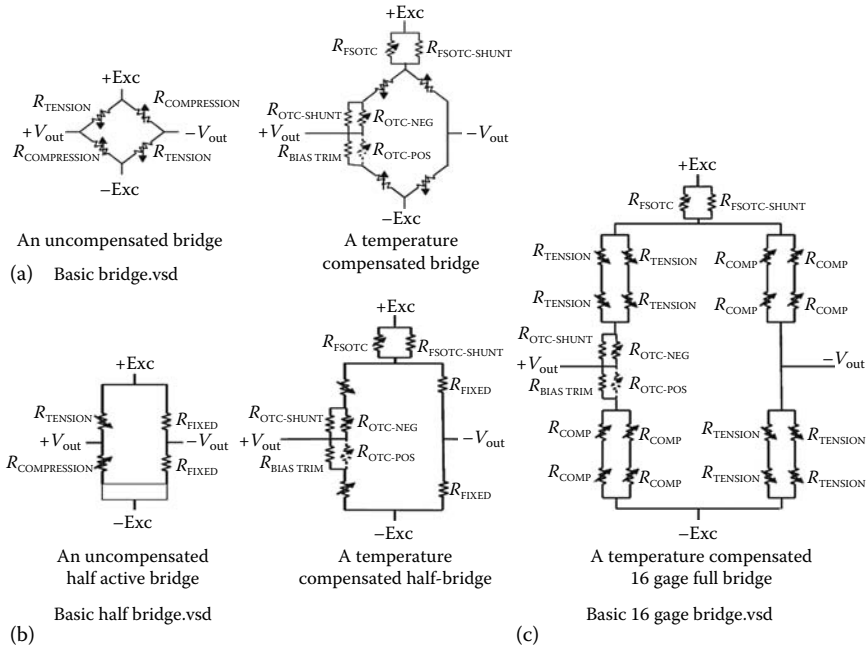 +Exc
R_TENSION
R_COMPRESSION
+V_out
−V_out
R_COMPRESSION
R_TENSION
−Exc
An uncompensated bridge
(a) Basic bridge.vsd
+Exc
R_FSOTC
R_FSOTC-SHUNT
R_OTC-SHUNT
R_OTC-NEG
+V_out
−V_out
R_BIAS TRIM
R_OTC-POS
−Exc
A temperature
compensated bridge
+Exc
R_TENSION
R_FIXED
+V_out
−V_out
R_COMPRESSION
R_FIXED
−Exc
An uncompensated
half active bridge
Basic half bridge.vsd
(b)
+Exc
R_FSOTC
R_FSOTC-SHUNT
R_FIXED
R_OTC-SHUNT
R_OTC-NEG
+V_out
−V_out
R_BIAS TRIM
R_OTC-POS
R_FIXED
−Exc
A temperature
compensated half-bridge
+Exc
R_FSOTC
R_FSOTC-SHUNT
R_TENSION
R_TENSION
R_COMP
R_COMP
R_TENSION
R_TENSION
R_COMP
R_COMP
R_OTC-SHUNT
R_OTC-NEG
+V_out
−V_out
R_BIAS TRIM
R_OTC-POS
R_COMP
R_COMP
R_TENSION
R_TENSION
R_COMP
R_COMP
R_TENSION
R_TENSION
−Exc
A temperature compensated
16 gage full bridge
(c)
Basic 16 gage bridge.vsd